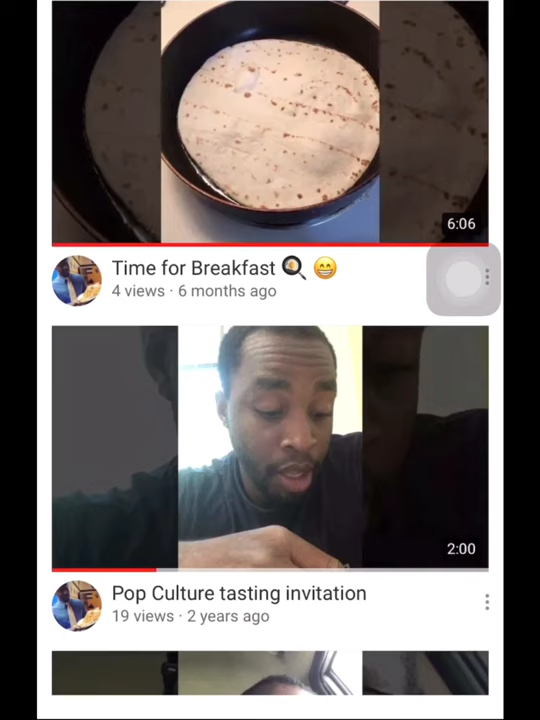 6:06
Time for Breakfast 🍳 😁
4 views · 6 months ago
2:00
Pop Culture tasting invitation
19 views · 2 years ago